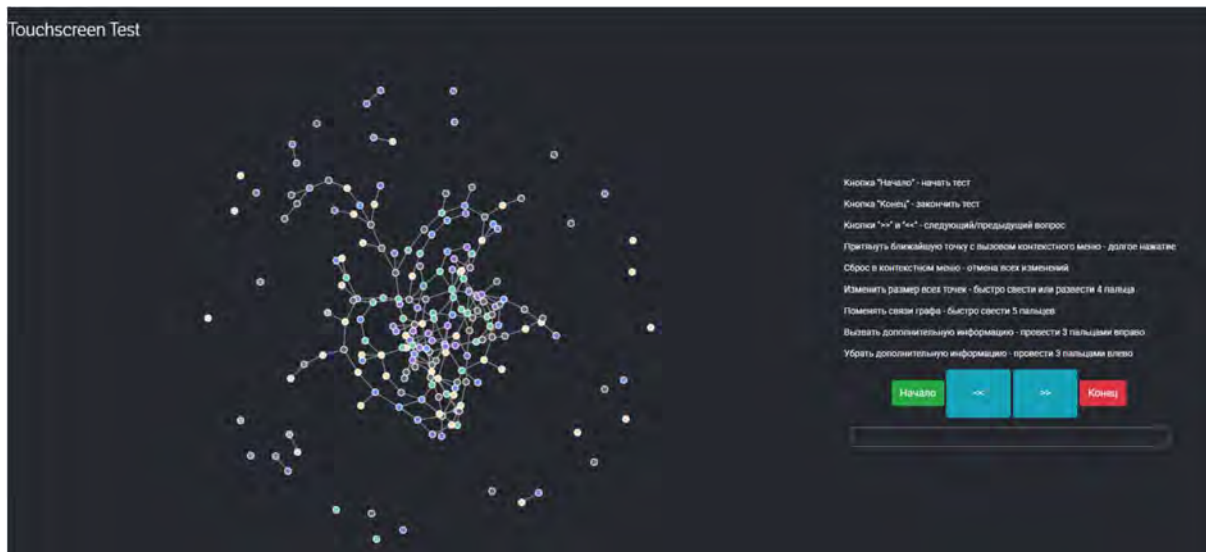 Touchscreen Test
Кнопка "Начало" - начать тест
Кнопка "Конец" - закончить тест
Кнопки ">>" и "<<" - следующий/предыдущий вопрос
Притянуть ближайшую точку с вызовом контекстного меню - долгое нажатие
Сброс в контекстном меню - отмена всех изменений
Изменить размер всех точек - быстро свести или развести 4 пальца
Поменять связи графа - быстро свести 5 пальцев
Вызвать дополнительную информацию - провести 3 пальцами вправо
Убрать дополнительную информацию - провести 3 пальцами влево
Начало << >> Конец